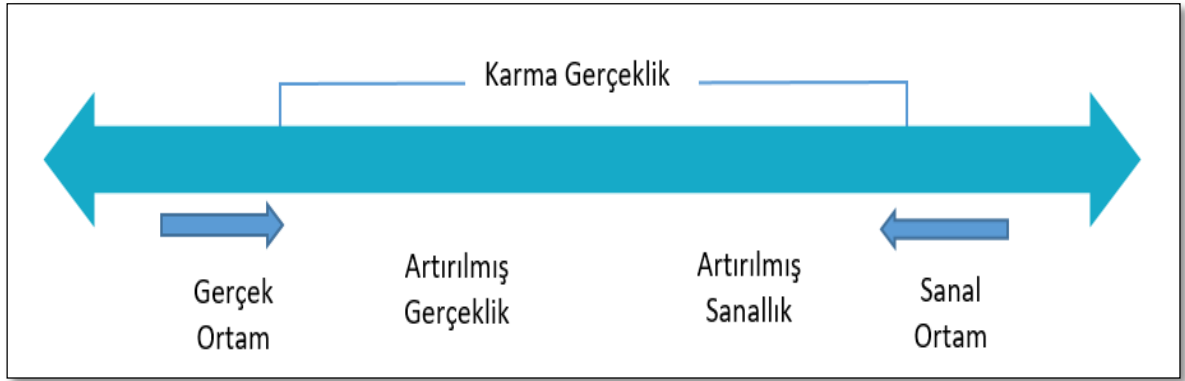 Karma Gerçeklik
Gerçek
Ortam
Artırılmış
Gerçeklik
Artırılmış
Sanallık
Sanal
Ortam